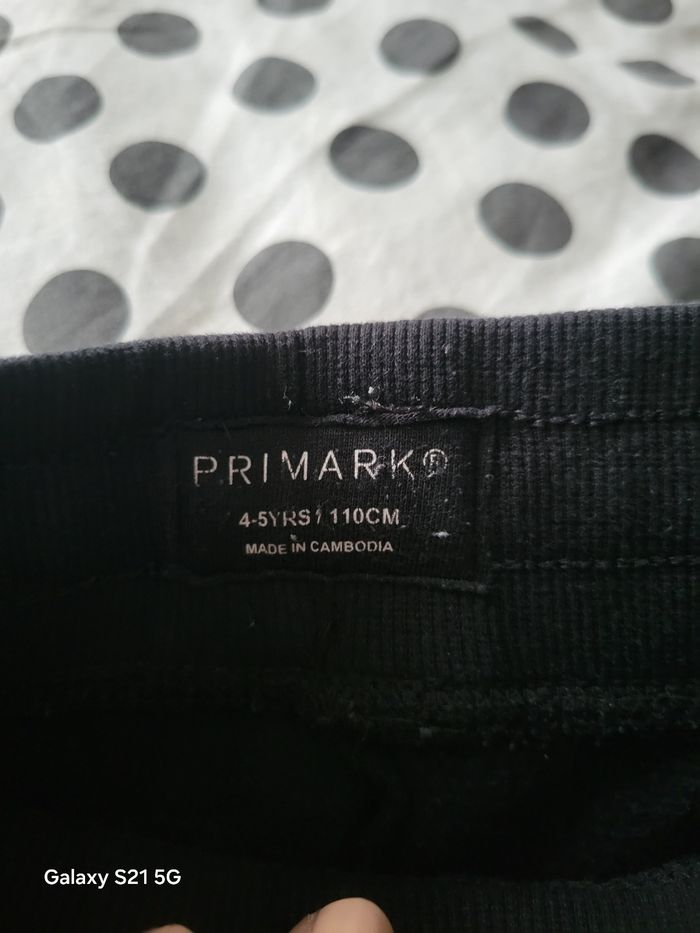 PRIMARK®
4-5YRS / 110CM
MADE IN CAMBODIA
Galaxy S21 5G